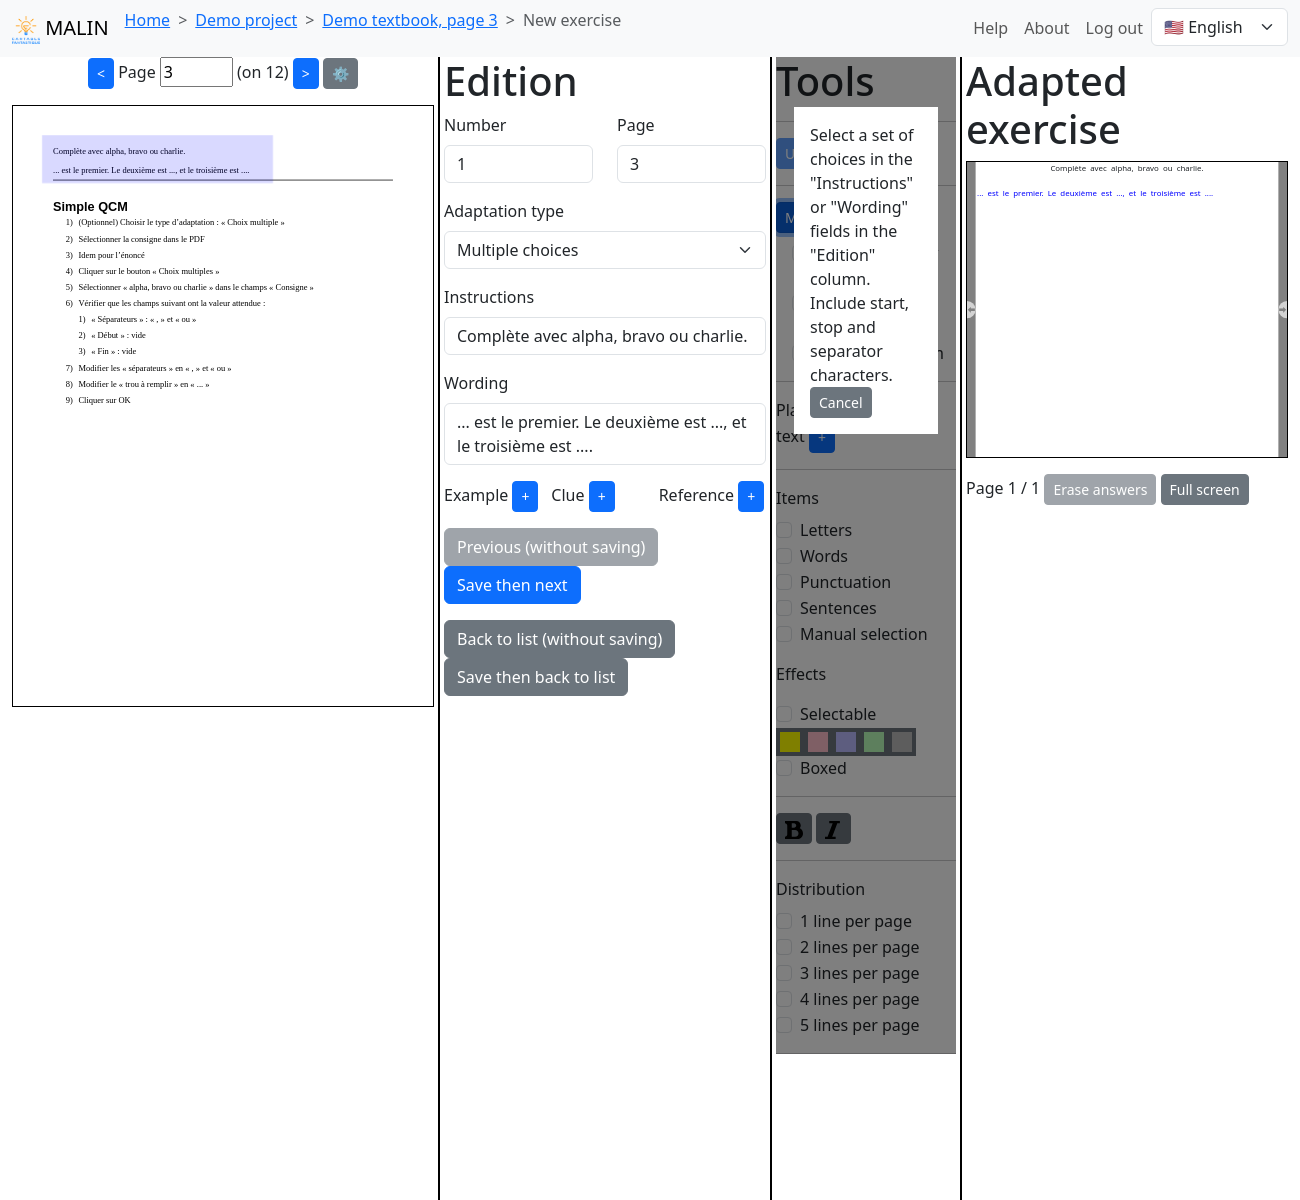 MALIN Home > Demo project > Demo textbook, page 3 > New exercise Help About Log out 🇺🇸 English
< Page 3 (on 12) > ⚙️
Complète avec alpha, bravo ou charlie.
... est le premier. Le deuxième est ..., et le troisième est ....
Simple QCM
1) (Optionnel) Choisir le type d’adaptation : « Choix multiple »
2) Sélectionner la consigne dans le PDF
3) Idem pour l’énoncé
4) Cliquer sur le bouton « Choix multiples »
5) Sélectionner « alpha, bravo ou charlie » dans le champs « Consigne »
6) Vérifier que les champs suivant ont la valeur attendue :
1) « Séparateurs » : « , » et « ou »
2) « Début » : vide
3) « Fin » : vide
7) Modifier les « séparateurs » en « , » et « ou »
8) Modifier le « trou à remplir » en « ... »
9) Cliquer sur OK
Edition
Number Page
1 3
Adaptation type
Multiple choices
Instructions
Complète avec alpha, bravo ou charlie.
Wording
... est le premier. Le deuxième est ..., et
le troisième est ....
Example + Clue + Reference +
Previous (without saving)
Save then next
Back to list (without saving)
Save then back to list
Tools
Select a set of
choices in the
"Instructions"
or "Wording"
fields in the
"Edition"
column.
Include start,
stop and
separator
characters.
Cancel
text +
Items
Letters
Words
Punctuation
Sentences
Manual selection
Effects
Selectable
Boxed
B I
Distribution
1 line per page
2 lines per page
3 lines per page
4 lines per page
5 lines per page
Adapted
exercise
Complète avec alpha, bravo ou charlie.
... est le premier. Le deuxième est ..., et le troisième est ....
Page 1 / 1 Erase answers Full screen